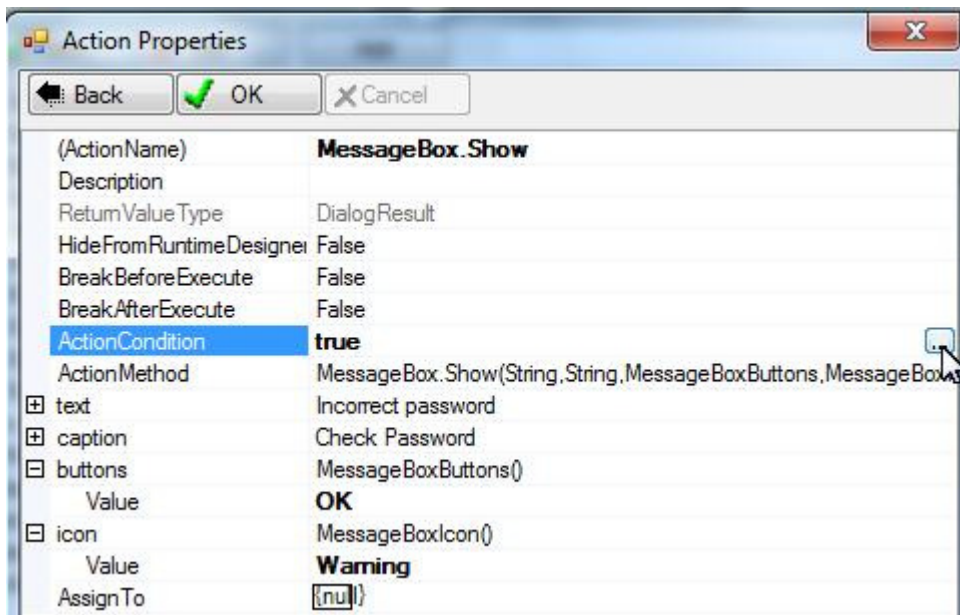 Action Properties
Back OK Cancel
(ActionName) MessageBox.Show
Description
ReturnValueType DialogResult
HideFromRuntimeDesigner False
BreakBeforeExecute False
BreakAfterExecute False
ActionCondition true ...
ActionMethod MessageBox.Show(String,String,MessageBoxButtons,MessageBox
text Incorrect password
caption Check Password
buttons MessageBoxButtons()
Value OK
icon MessageBoxIcon()
Value Warning
AssignTo {null}